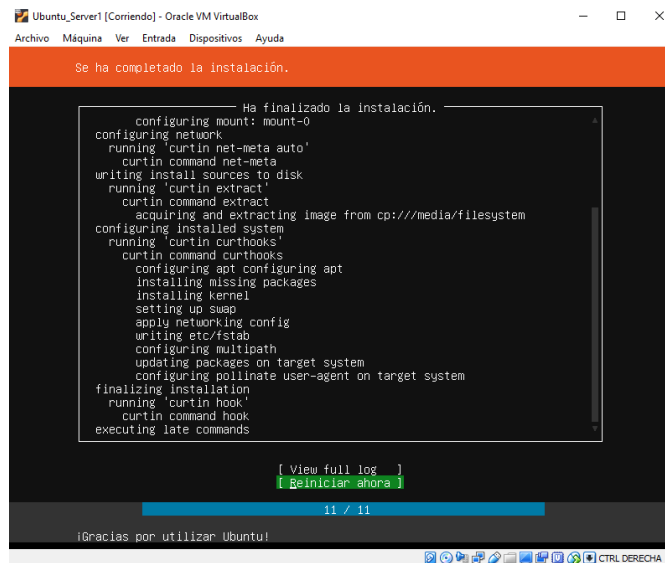 Ubuntu_Server1 [Corriendo] - Oracle VM VirtualBox
Archivo Máquina Ver Entrada Dispositivos Ayuda
Se ha completado la instalación.
Ha finalizado la instalación.
configuring mount: mount-0
configuring network
running 'curtin net-meta auto'
curtin command net-meta
writing install sources to disk
running 'curtin extract'
curtin command extract
acquiring and extracting image from cp:///media/filesystem
configuring installed system
running 'curtin curthooks'
curtin command curthooks
configuring apt configuring apt
installing missing packages
installing kernel
setting up swap
apply networking config
writing etc/fstab
configuring multipath
updating packages on target system
configuring pollinate user-agent on target system
finalizing installation
running 'curtin hook'
curtin command hook
executing late commands
[ View full log ]
[ Reiniciar ahora ]
11 / 11
¡Gracias por utilizar Ubuntu!
CTRL DERECHA